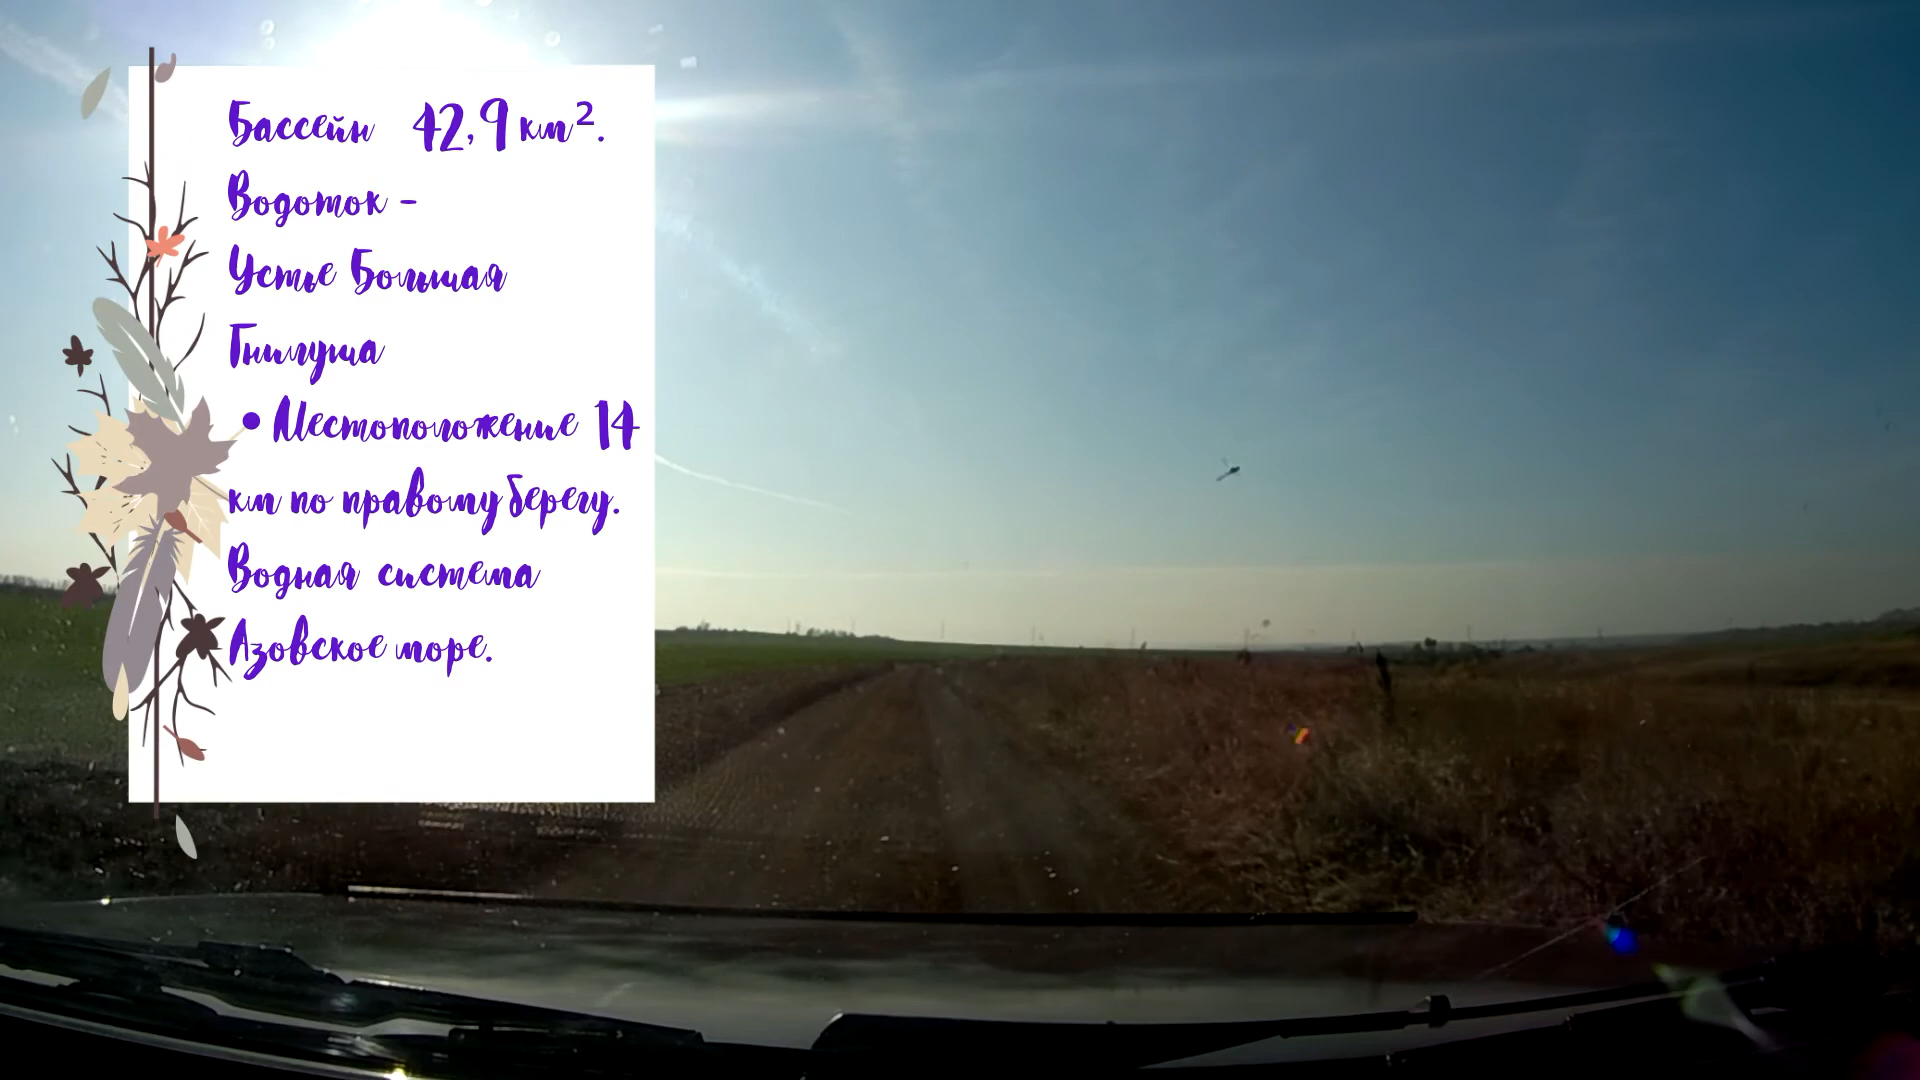 Бассейн 42,9 км².
Водоток -
Устье Большая
Гнилуша
• Местоположение 14
км по правому берегу.
Водная система
Азовское море.